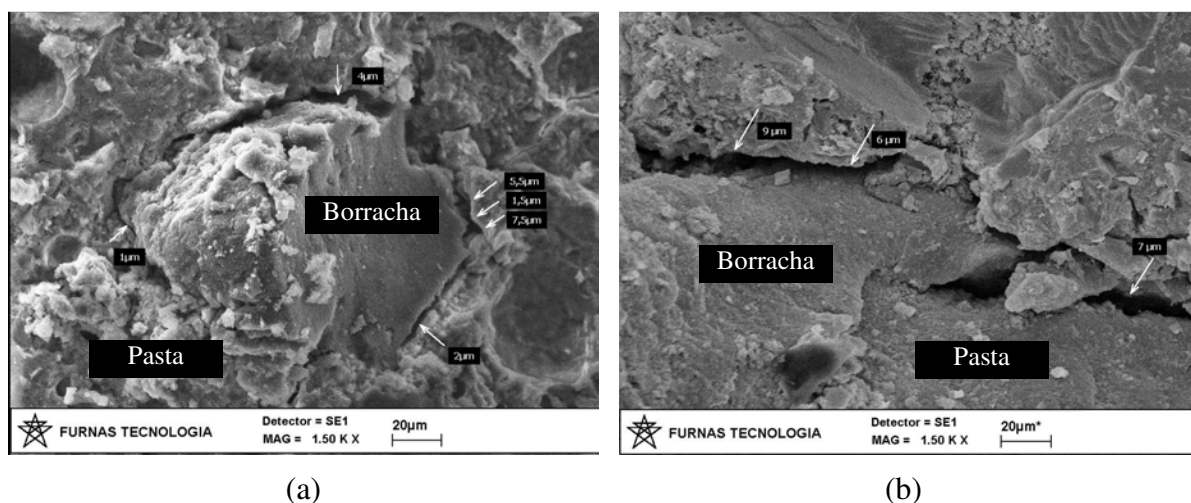 4µm
5,5µm
1,5µm
7,5µm
Borracha
1µm
2µm
Pasta
FURNAS TECNOLOGIA
Detector = SE1
MAG = 1.50 K X
20µm
(a)
9 µm
6 µm
7 µm
Borracha
Pasta
FURNAS TECNOLOGIA
Detector = SE1
MAG = 1.50 K X
20µm*
(b)